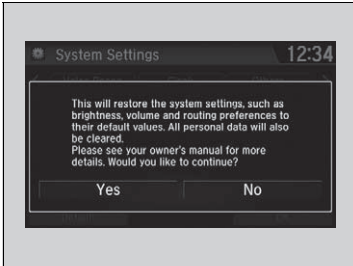 System Settings
12:34
This will restore the system settings, such as
brightness, volume and routing preferences to
their default values. All personal data will also
be cleared.
Please see your owner's manual for more
details. Would you like to continue?
Yes
No